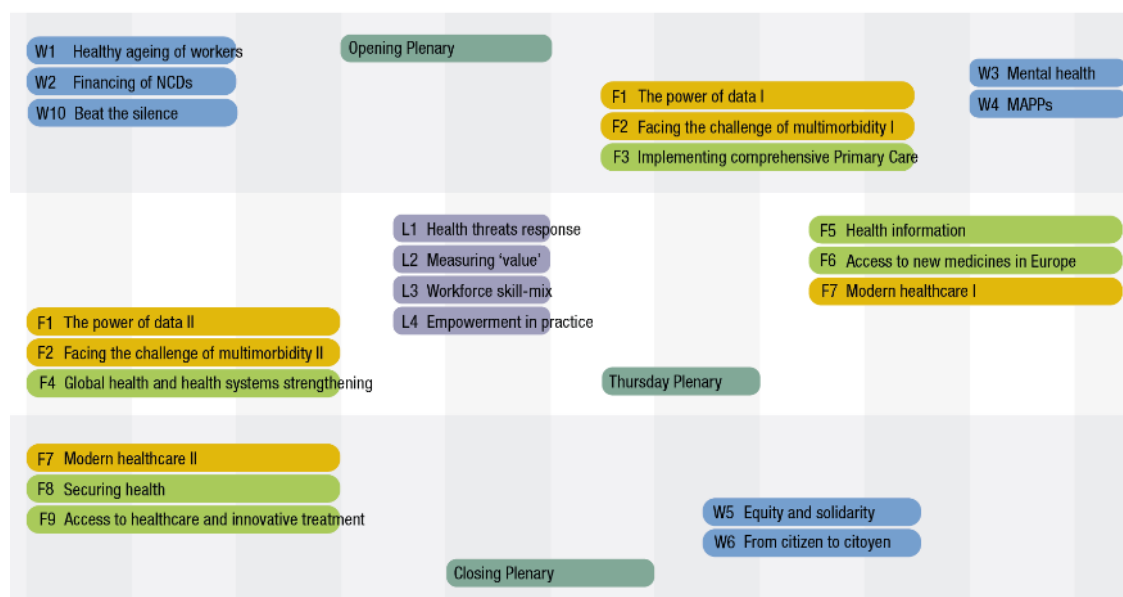 W1 Healthy ageing of workers
W2 Financing of NCDs
W10 Beat the silence
Opening Plenary
F1 The power of data I
F2 Facing the challenge of multimorbidity I
F3 Implementing comprehensive Primary Care
W3 Mental health
W4 MAPPs
L1 Health threats response
L2 Measuring ‘value’
L3 Workforce skill-mix
L4 Empowerment in practice
F5 Health information
F6 Access to new medicines in Europe
F7 Modern healthcare I
F1 The power of data II
F2 Facing the challenge of multimorbidity II
F4 Global health and health systems strengthening
Thursday Plenary
F7 Modern healthcare II
F8 Securing health
F9 Access to healthcare and innovative treatment
Closing Plenary
W5 Equity and solidarity
W6 From citizen to citoyen